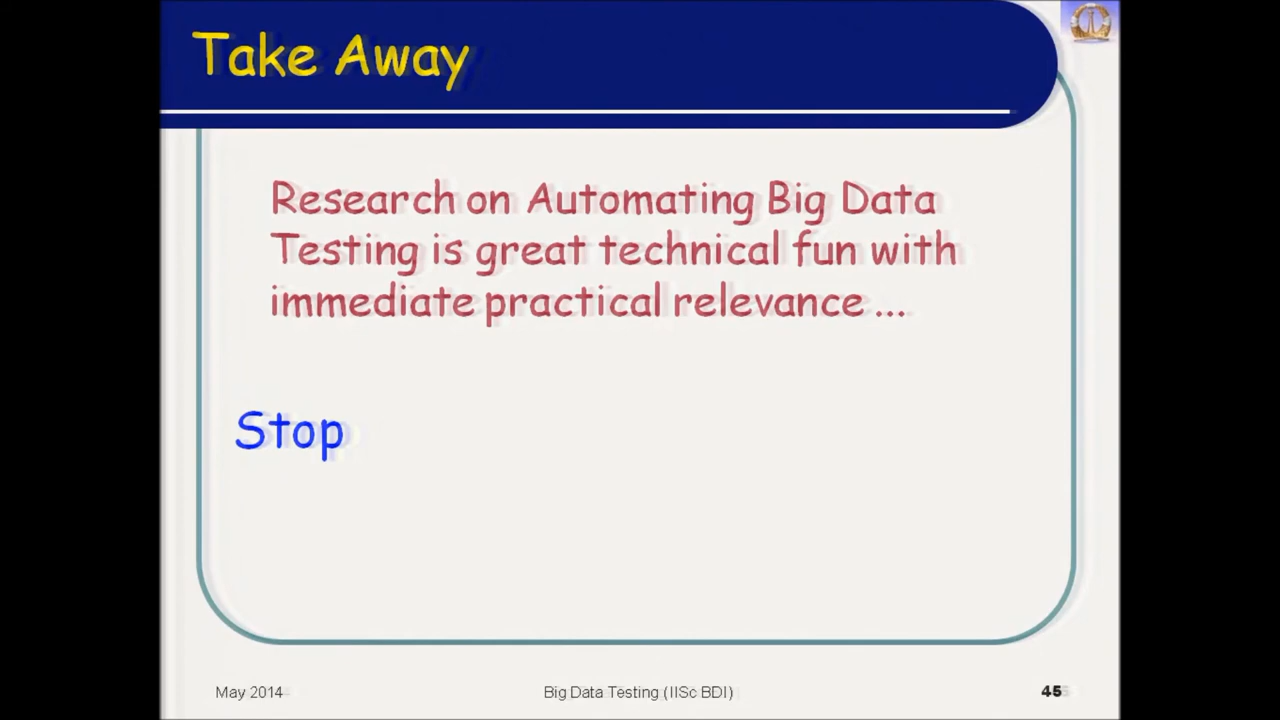 Take Away
Research on Automating Big Data
Testing is great technical fun with
immediate practical relevance ...
Stop
May 2014
Big Data Testing (IISc BDI)
45